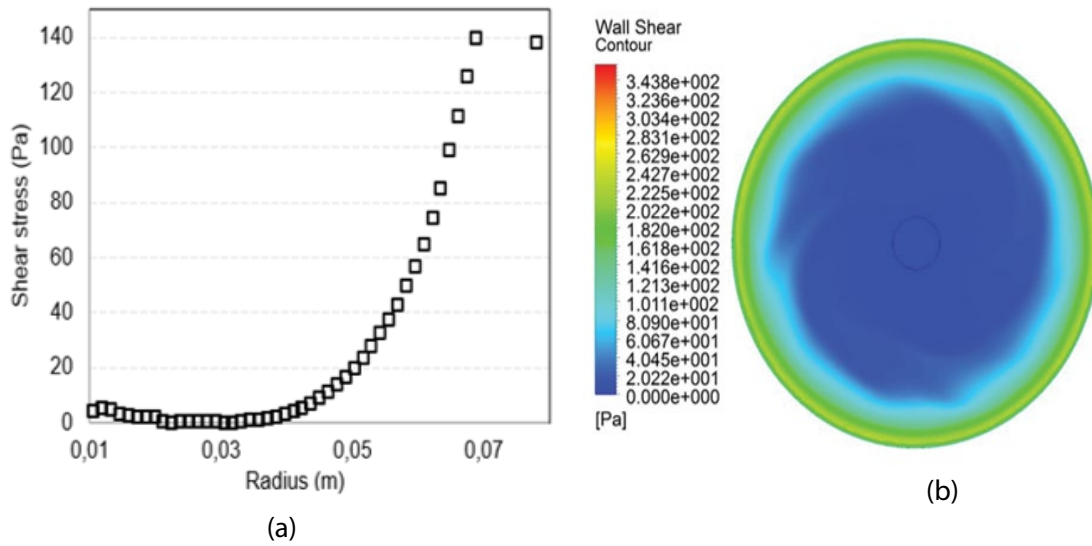 140
120
100
80
60
40
20
0
Shear stress (Pa)
0,01 0,03 0,05 0,07
Radius (m)
(a)
Wall Shear
Contour
3.438e+002
3.236e+002
3.034e+002
2.831e+002
2.629e+002
2.427e+002
2.225e+002
2.022e+002
1.820e+002
1.618e+002
1.416e+002
1.213e+002
1.011e+002
8.090e+001
6.067e+001
4.045e+001
2.022e+001
0.000e+000
[Pa]
(b)